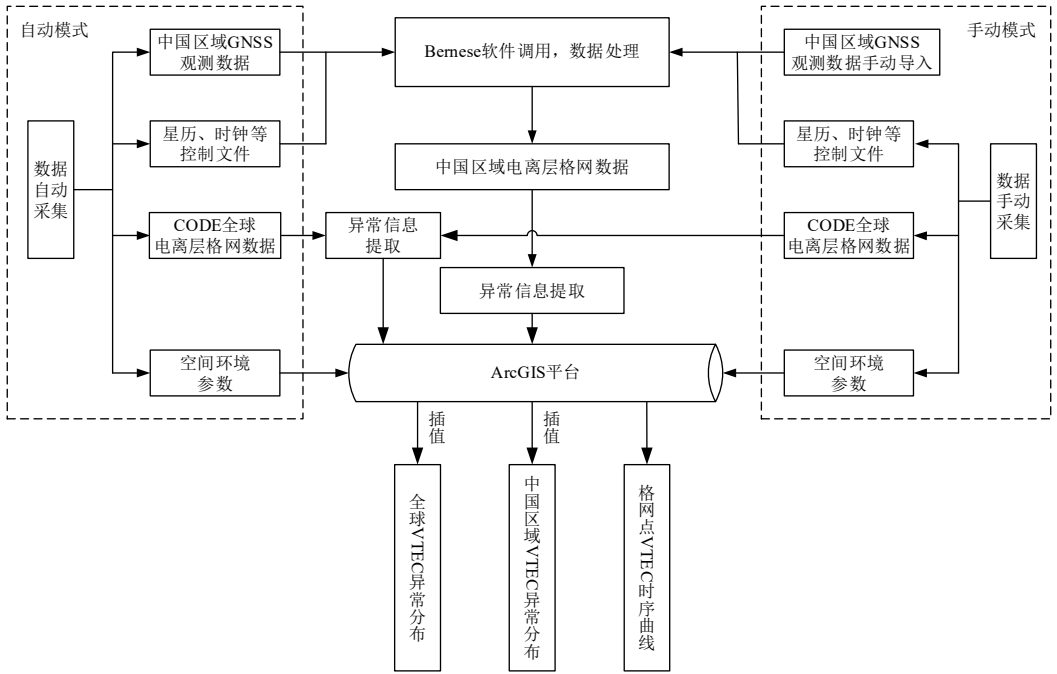 自动模式
手动模式
中国区域GNSS
观测数据
Bernese软件调用，数据处理
中国区域GNSS
观测数据手动导入
星历、时钟等
控制文件
星历、时钟等
控制文件
数据
自动
采集
中国区域电离层格网数据
数据
手动
采集
CODE全球
电离层格网数据
异常信息
提取
CODE全球
电离层格网数据
异常信息提取
空间环境
参数
ArcGIS平台
空间环境
参数
插值
插值
全球VTEC异常分布
中国区域VTEC异常分布
格网点VTEC时序曲线